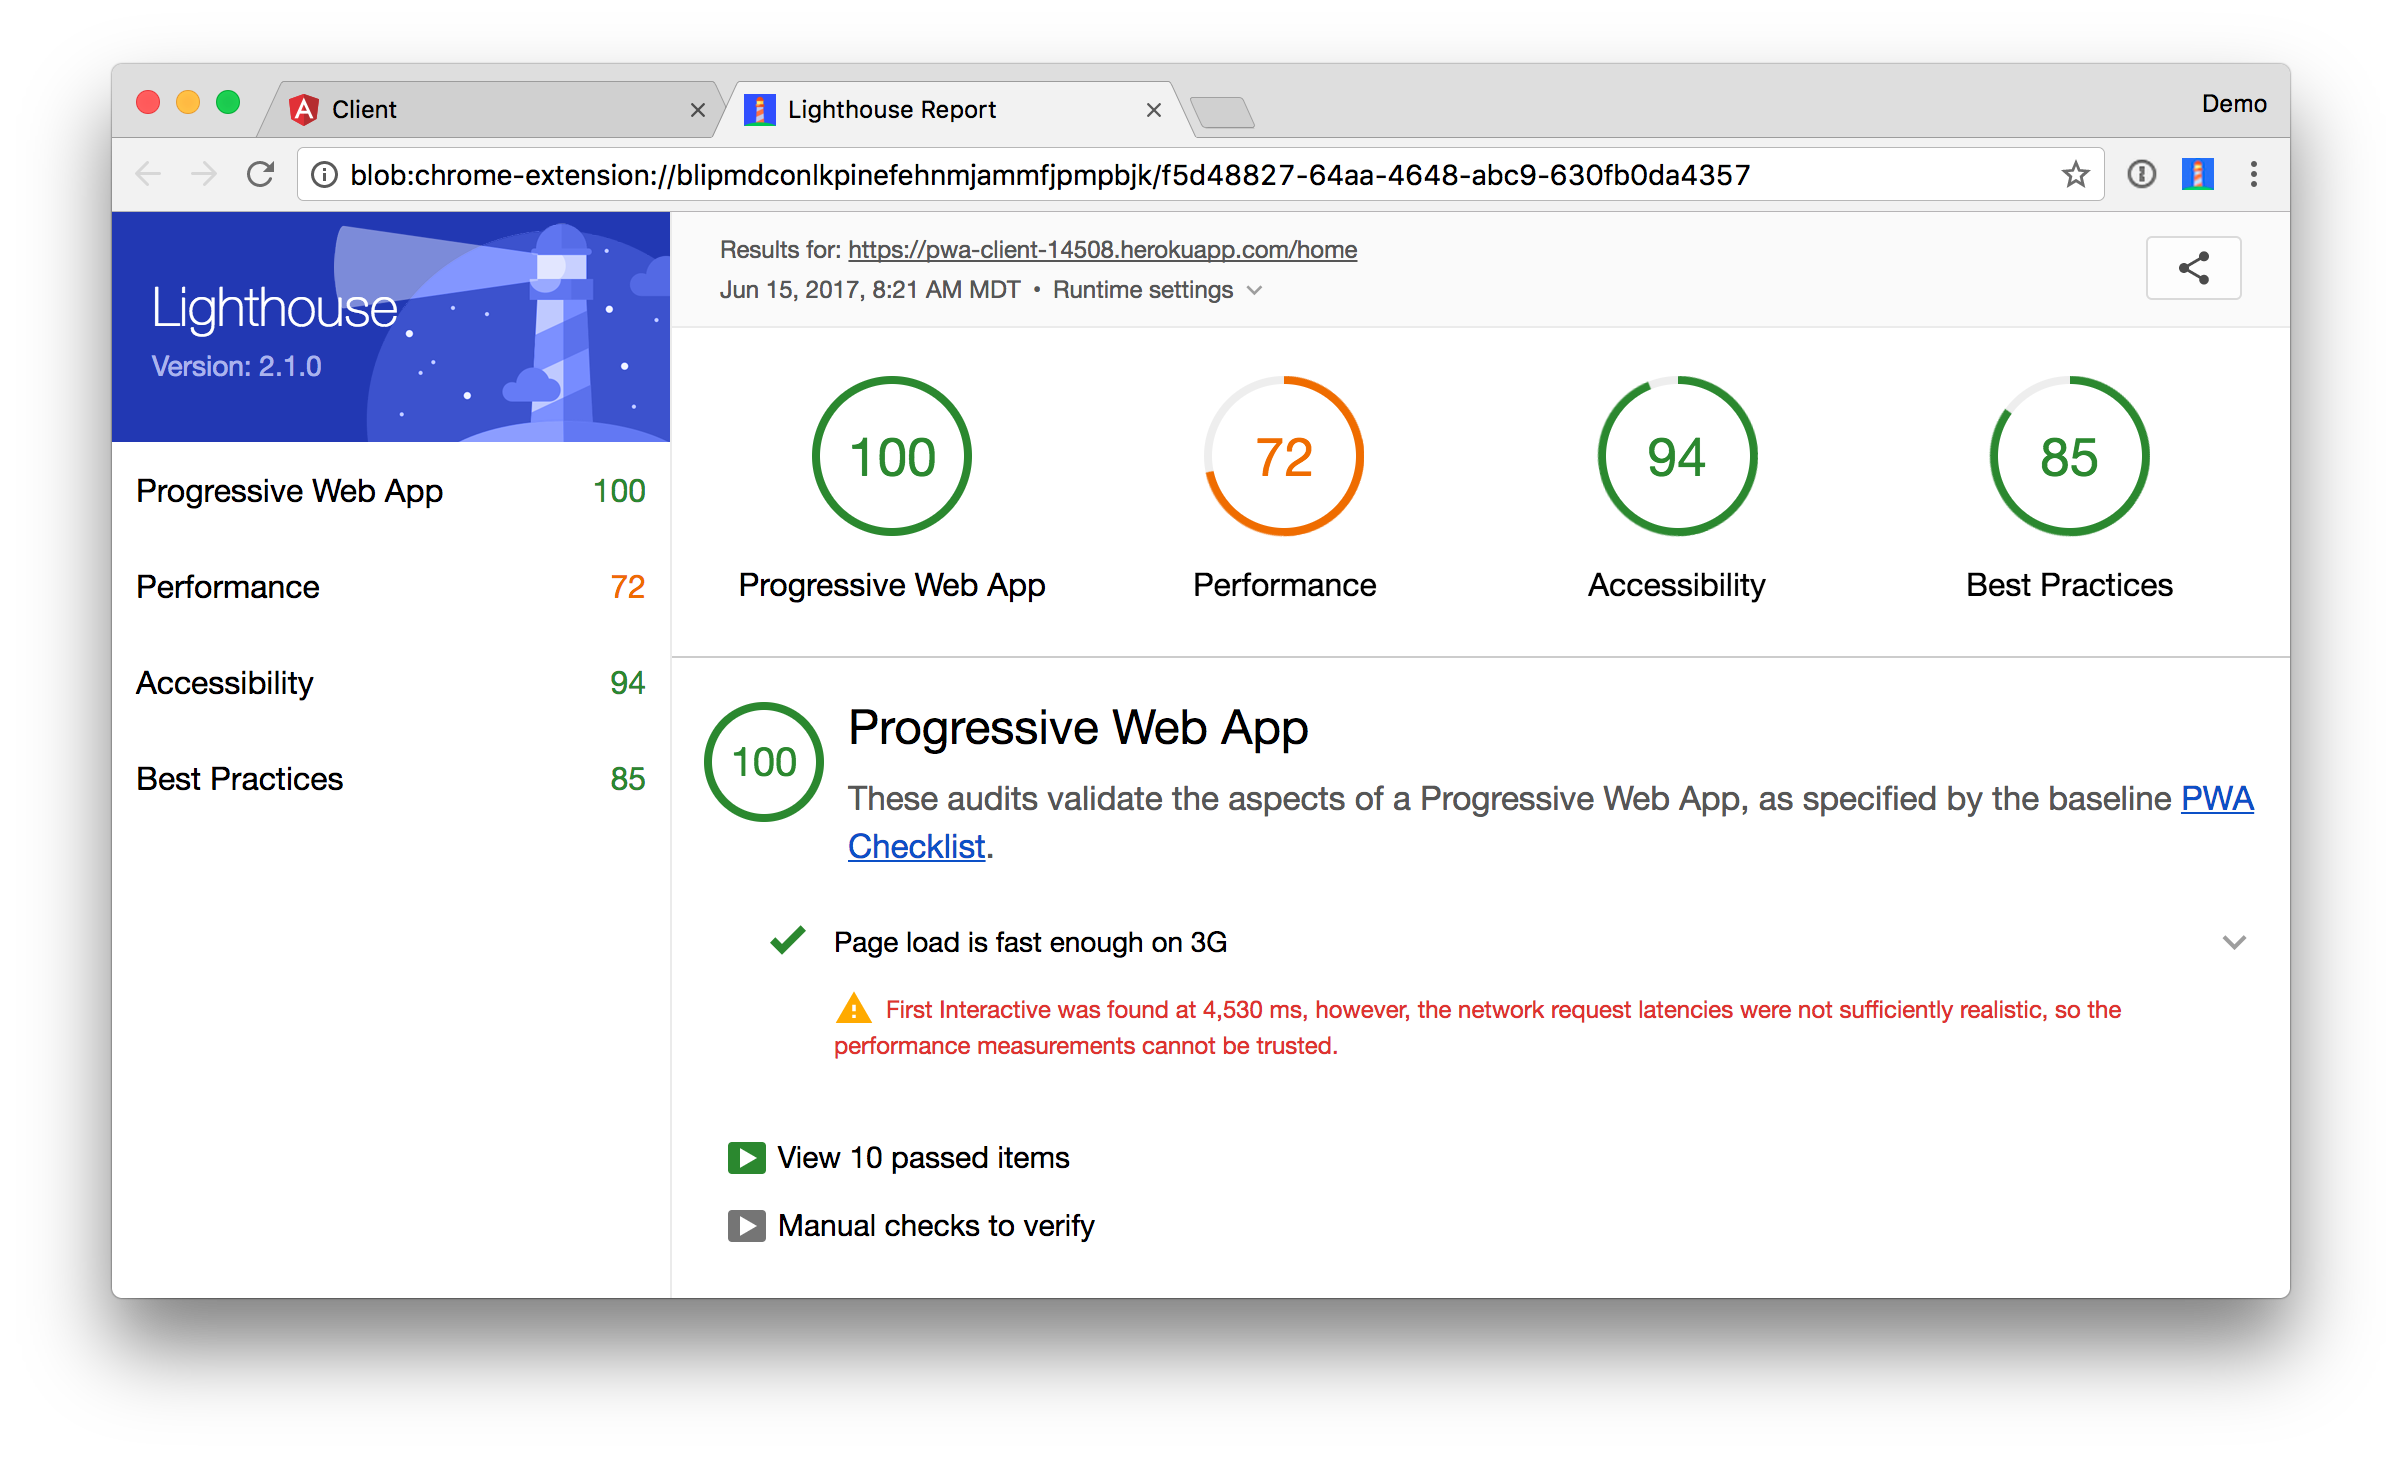 Client
Lighthouse Report
Demo
blob:chrome-extension://blipmdconlkpinefehnmjammfjpmpbjk/f5d48827-64aa-4648-abc9-630fb0da4357
Lighthouse
Version: 2.1.0
Progressive Web App 100
Performance 72
Accessibility 94
Best Practices 85
Results for: https://pwa-client-14508.herokuapp.com/home
Jun 15, 2017, 8:21 AM MDT • Runtime settings
100 72 94 85
Progressive Web App Performance Accessibility Best Practices
100
Progressive Web App
These audits validate the aspects of a Progressive Web App, as specified by the baseline PWA
Checklist.
Page load is fast enough on 3G
First Interactive was found at 4,530 ms, however, the network request latencies were not sufficiently realistic, so the
performance measurements cannot be trusted.
View 10 passed items
Manual checks to verify